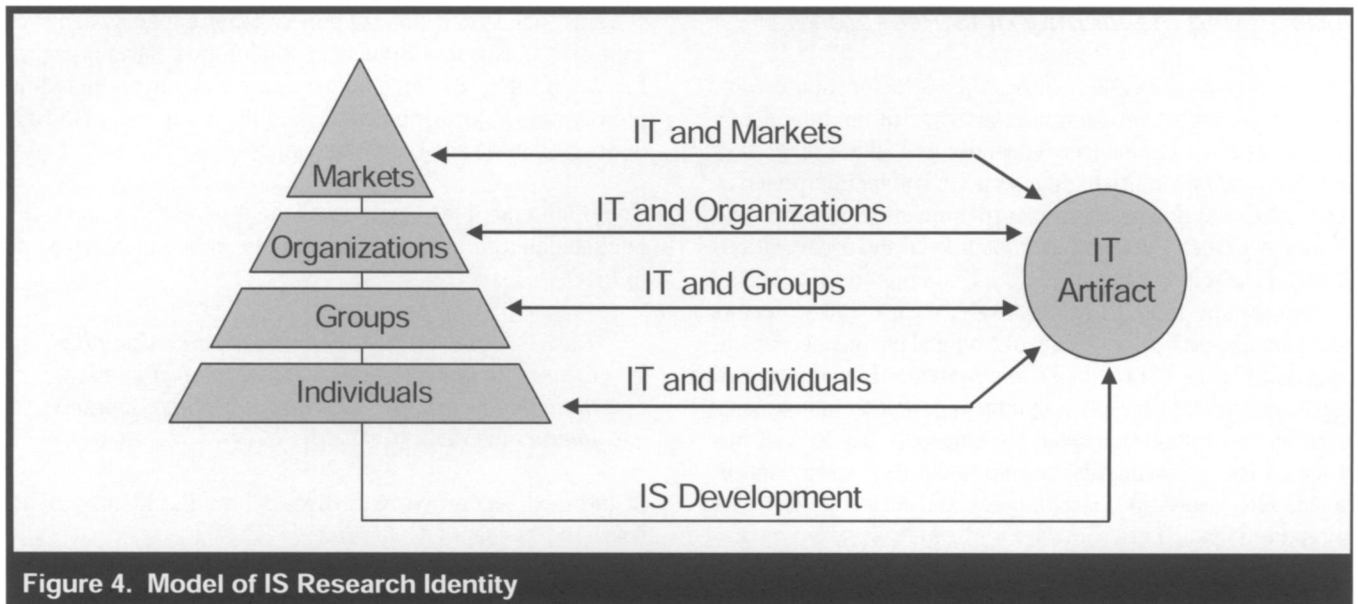 IT and Markets
Markets
IT and Organizations
Organizations
IT
Artifact
IT and Groups
Groups
IT and Individuals
Individuals
IS Development
Figure 4. Model of IS Research Identity